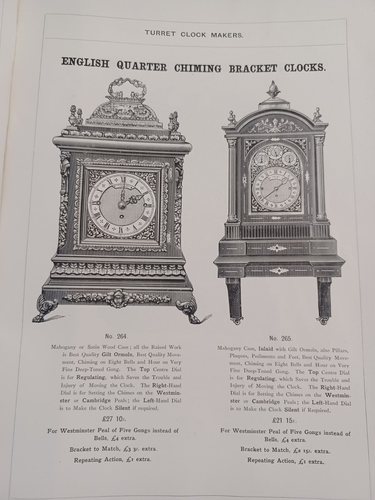 TURRET CLOCK MAKERS.
ENGLISH QUARTER CHIMING BRACKET CLOCKS.
No. 264.
Mahogany or Satin Wood Case; all the Raised Work
is Best Quality Gilt Ormolu. Best Quality Move-
ment, Chiming on Eight Bells and Hour on Very
Fine Deep-Toned Gong. The Top Centre Dial
is for Regulating, which Saves the Trouble and
Injury of Moving the Clock. The Right-Hand
Dial is for Setting the Chimes on the Westmin-
ster or Cambridge Peals; the Left-Hand Dial
is to Make the Clock Silent if required.
£27 10/-
For Westminster Peal of Five Gongs instead of
Bells, £4 extra.
Bracket to Match, £3 3/- extra.
Repeating Action, £1 extra.
No. 265.
Mahogany Case, Inlaid with Gilt Ormolu, also Pillars,
Plaques, Pediments and Feet, Best Quality Move-
ment, Chiming on Eight Bells and Hour on Very
Fine Deep-Toned Gong. The Top Centre Dial
is for Regulating, which Saves the Trouble and
Injury of Moving the Clock. The Right-Hand
Dial is for Setting the Chime on the Westmin-
ster or Cambridge Peals; the Left-Hand Dial
is to Make the Clock Silent if Required.
£21 15/-
For Westminster Peal of Five Gongs instead of
Bells, £4 extra.
Bracket to Match, 15/- extra.
Repeating Action, £1 extra.